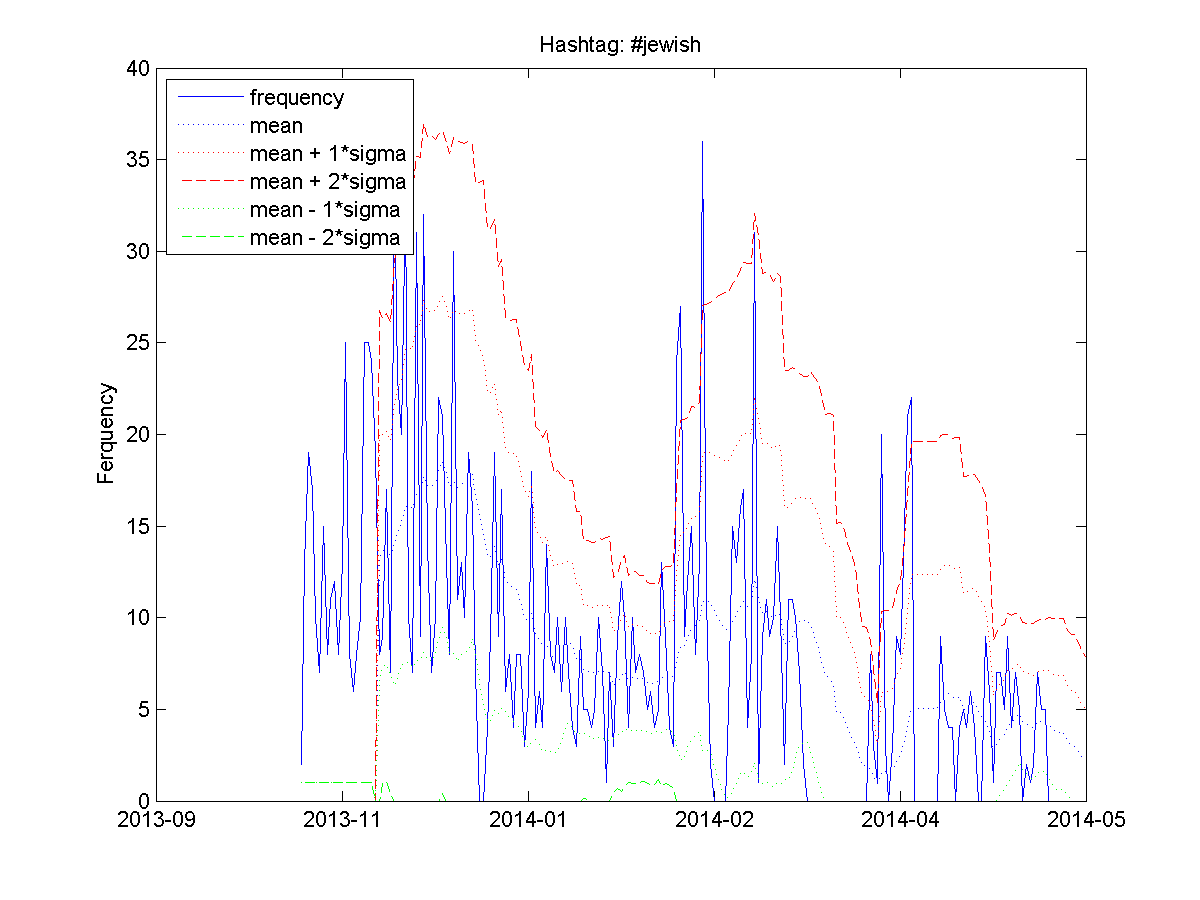 Hashtag: #jewish
40
35
30
25
20
15
10
5
0
Ferquency
frequency
mean
mean + 1*sigma
mean + 2*sigma
mean - 1*sigma
mean - 2*sigma
2013-09 2013-11 2014-01 2014-02 2014-04 2014-05